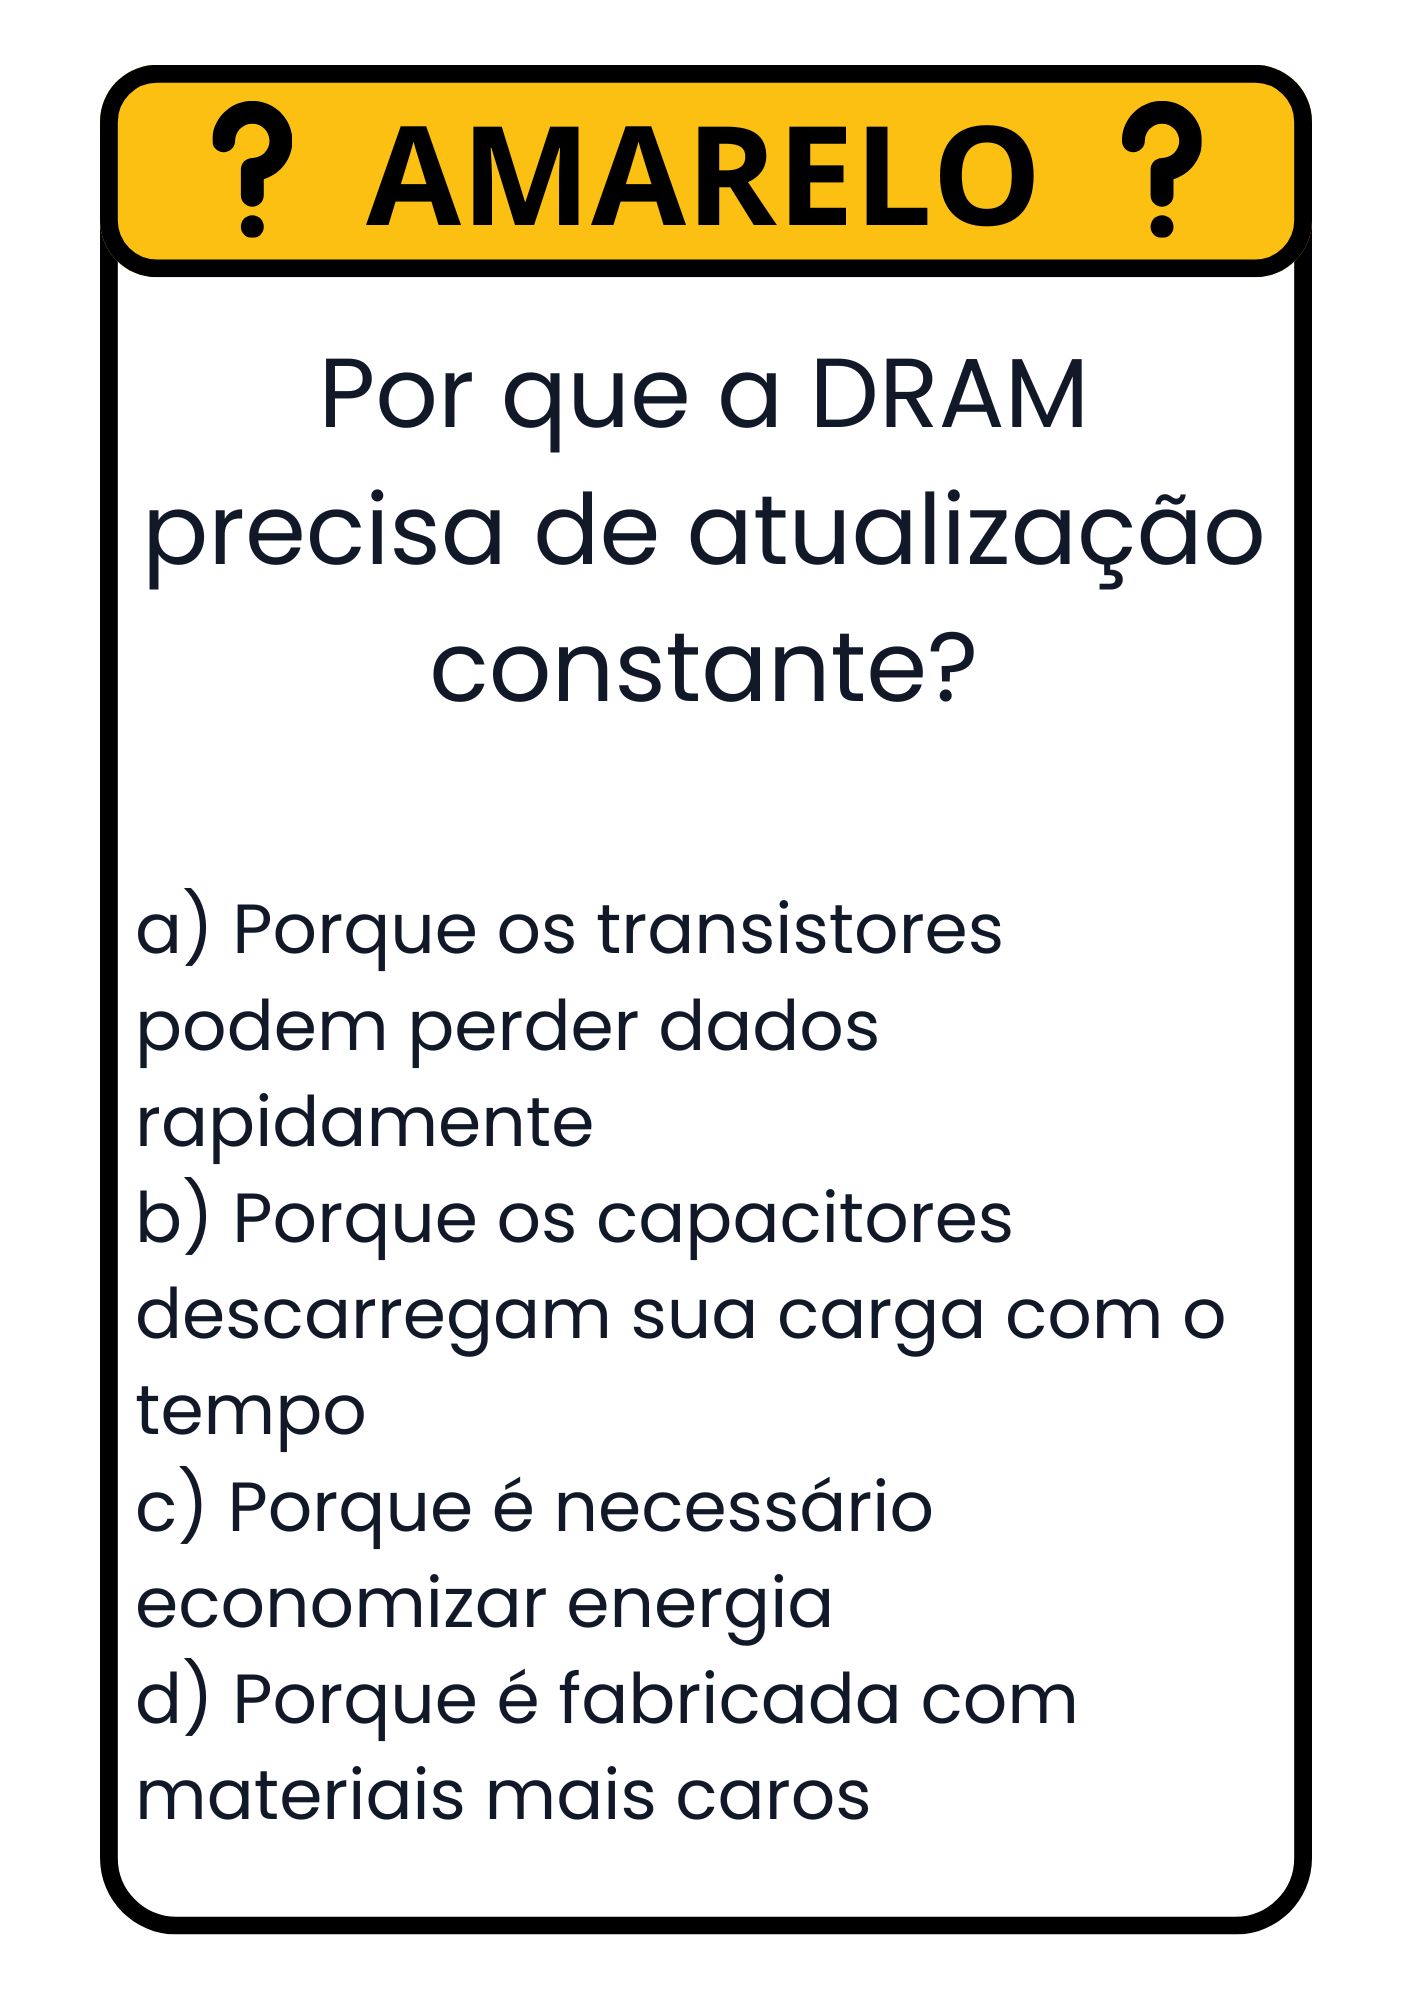 ? AMARELO ?
Por que a DRAM
precisa de atualização
constante?
a) Porque os transistores
podem perder dados
rapidamente
b) Porque os capacitores
descarregam sua carga com o
tempo
c) Porque é necessário
economizar energia
d) Porque é fabricada com
materiais mais caros